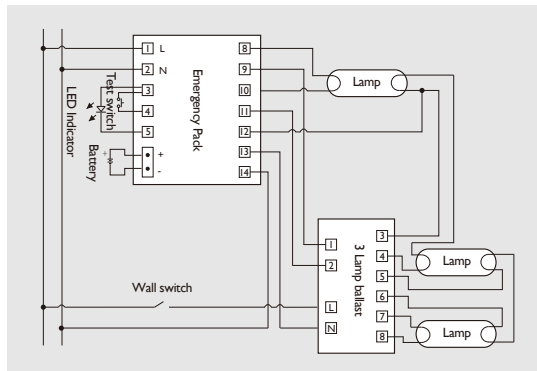 1 L
2 N
3
4
5
+
-
8
9
10
11
12
13
14
Emergency Pack
Test switch
LED Indicator
Battery
+
Lamp
3 Lamp ballast
1
2
L
N
3
4
5
6
7
8
Lamp
Lamp
Wall switch